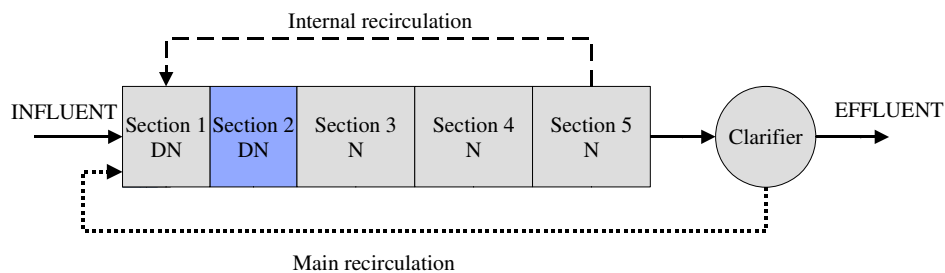 Internal recirculation
INFLUENT
Section 1
DN
Section 2
DN
Section 3
N
Section 4
N
Section 5
N
Clarifier
EFFLUENT
Main recirculation